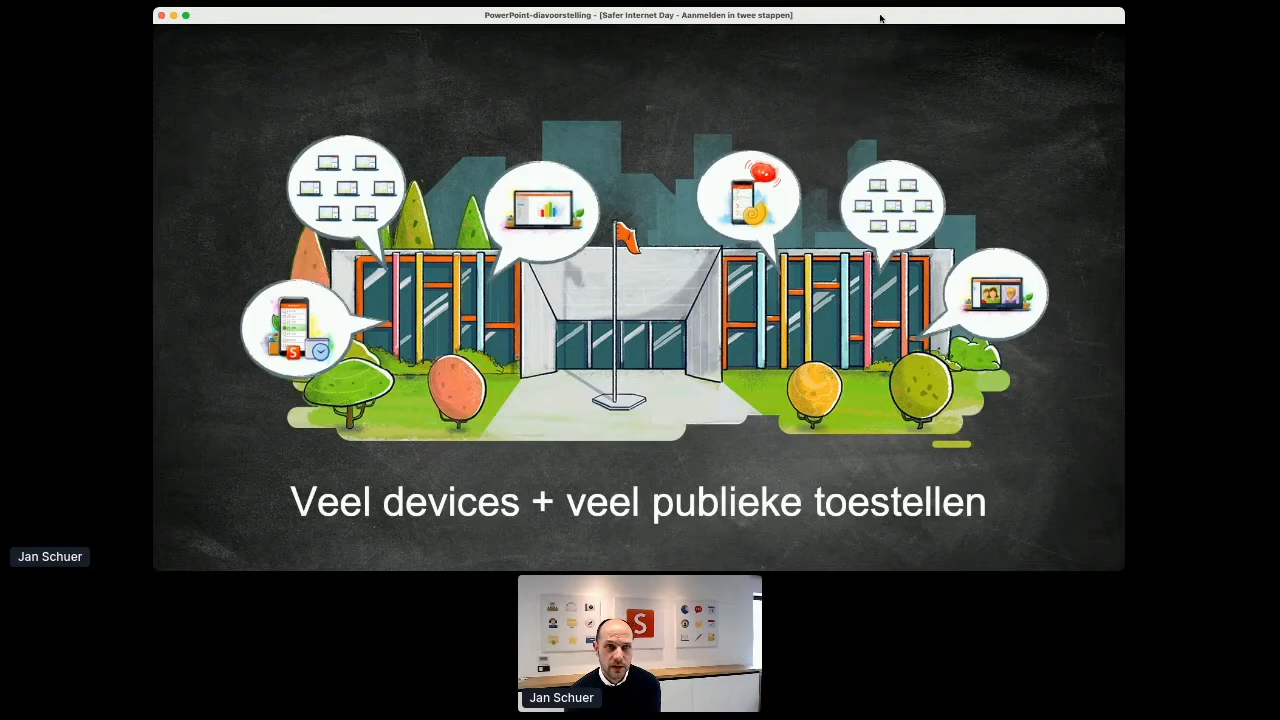 PowerPoint-diavoorstelling - [Safer Internet Day - Aanmelden in twee stappen]
S
Veel devices + veel publieke toestellen
Jan Schuer
S
Jan Schuer